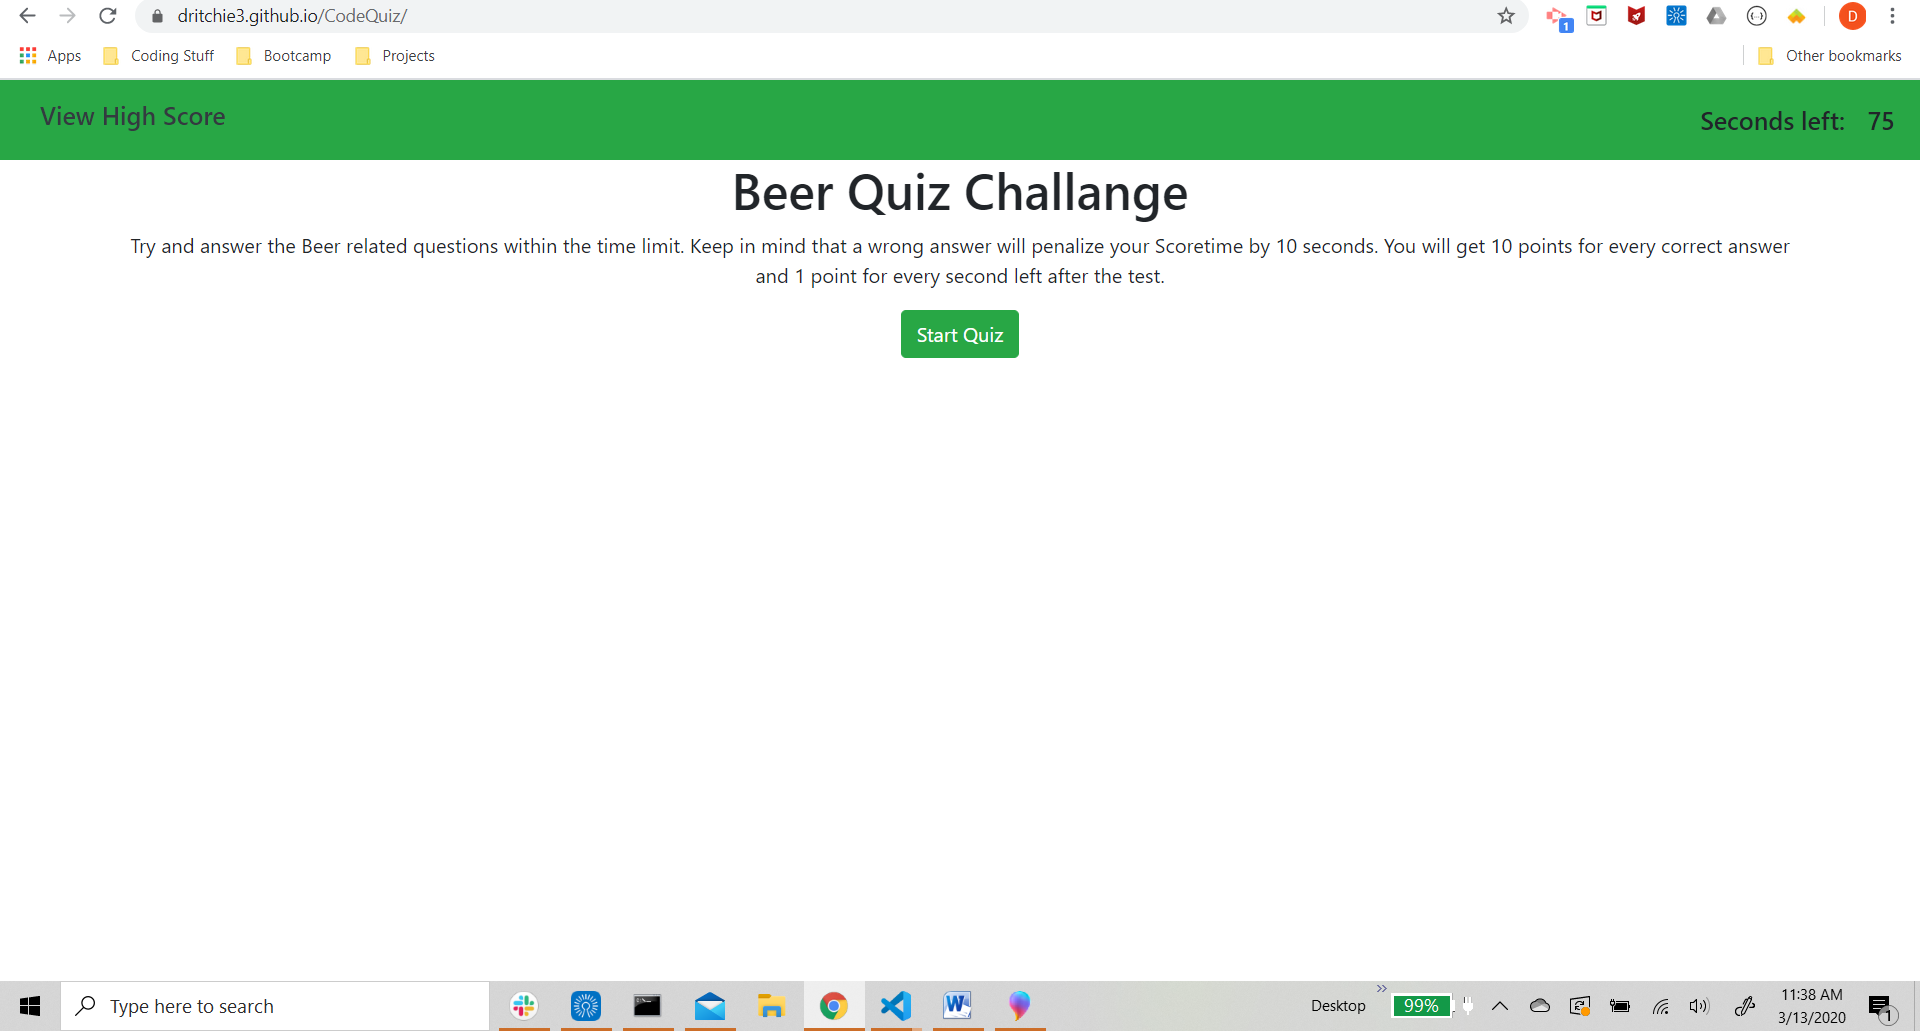 dritchie3.github.io/CodeQuiz/
1
D
Apps Coding Stuff Bootcamp Projects Other bookmarks
View High Score Seconds left: 75
Beer Quiz Challange
Try and answer the Beer related questions within the time limit. Keep in mind that a wrong answer will penalize your Scoretime by 10 seconds. You will get 10 points for every correct answer
and 1 point for every second left after the test.
Start Quiz
Type here to search
W
Desktop
99%
11:38 AM
3/13/2020
1